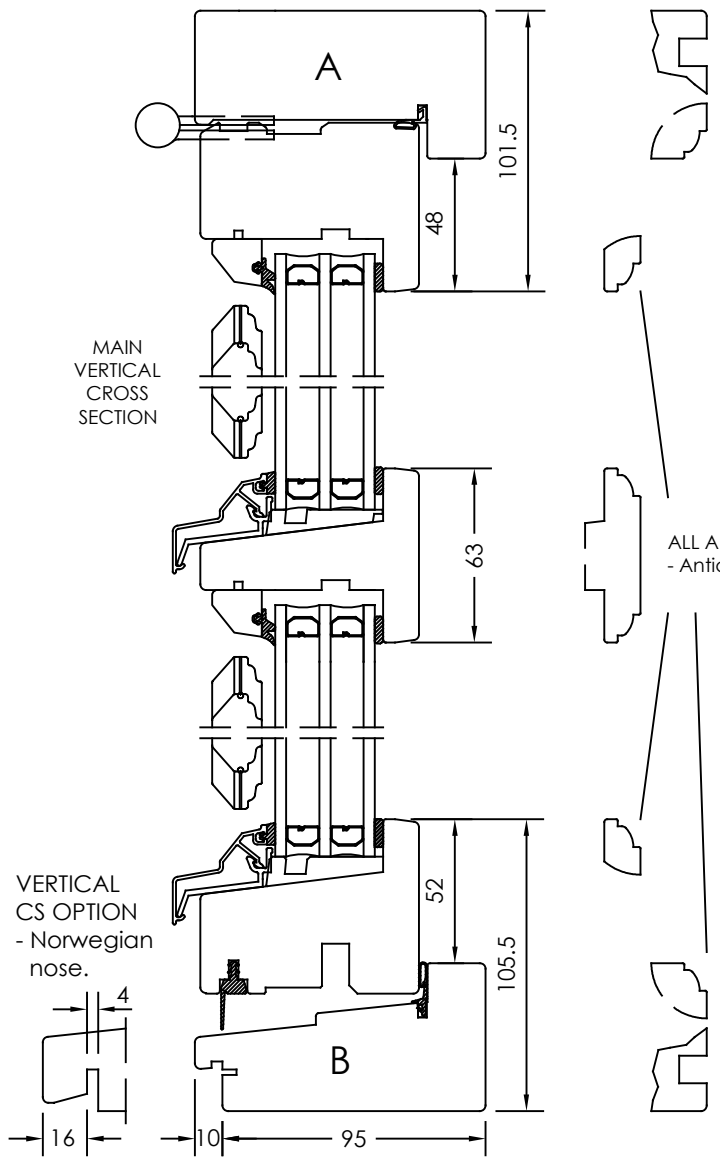 A
101.5
48
MAIN
VERTICAL
CROSS
SECTION
63
ALL A
- Antic
VERTICAL
CS OPTION
- Norwegian
nose.
4
52
105.5
B
16
10
95